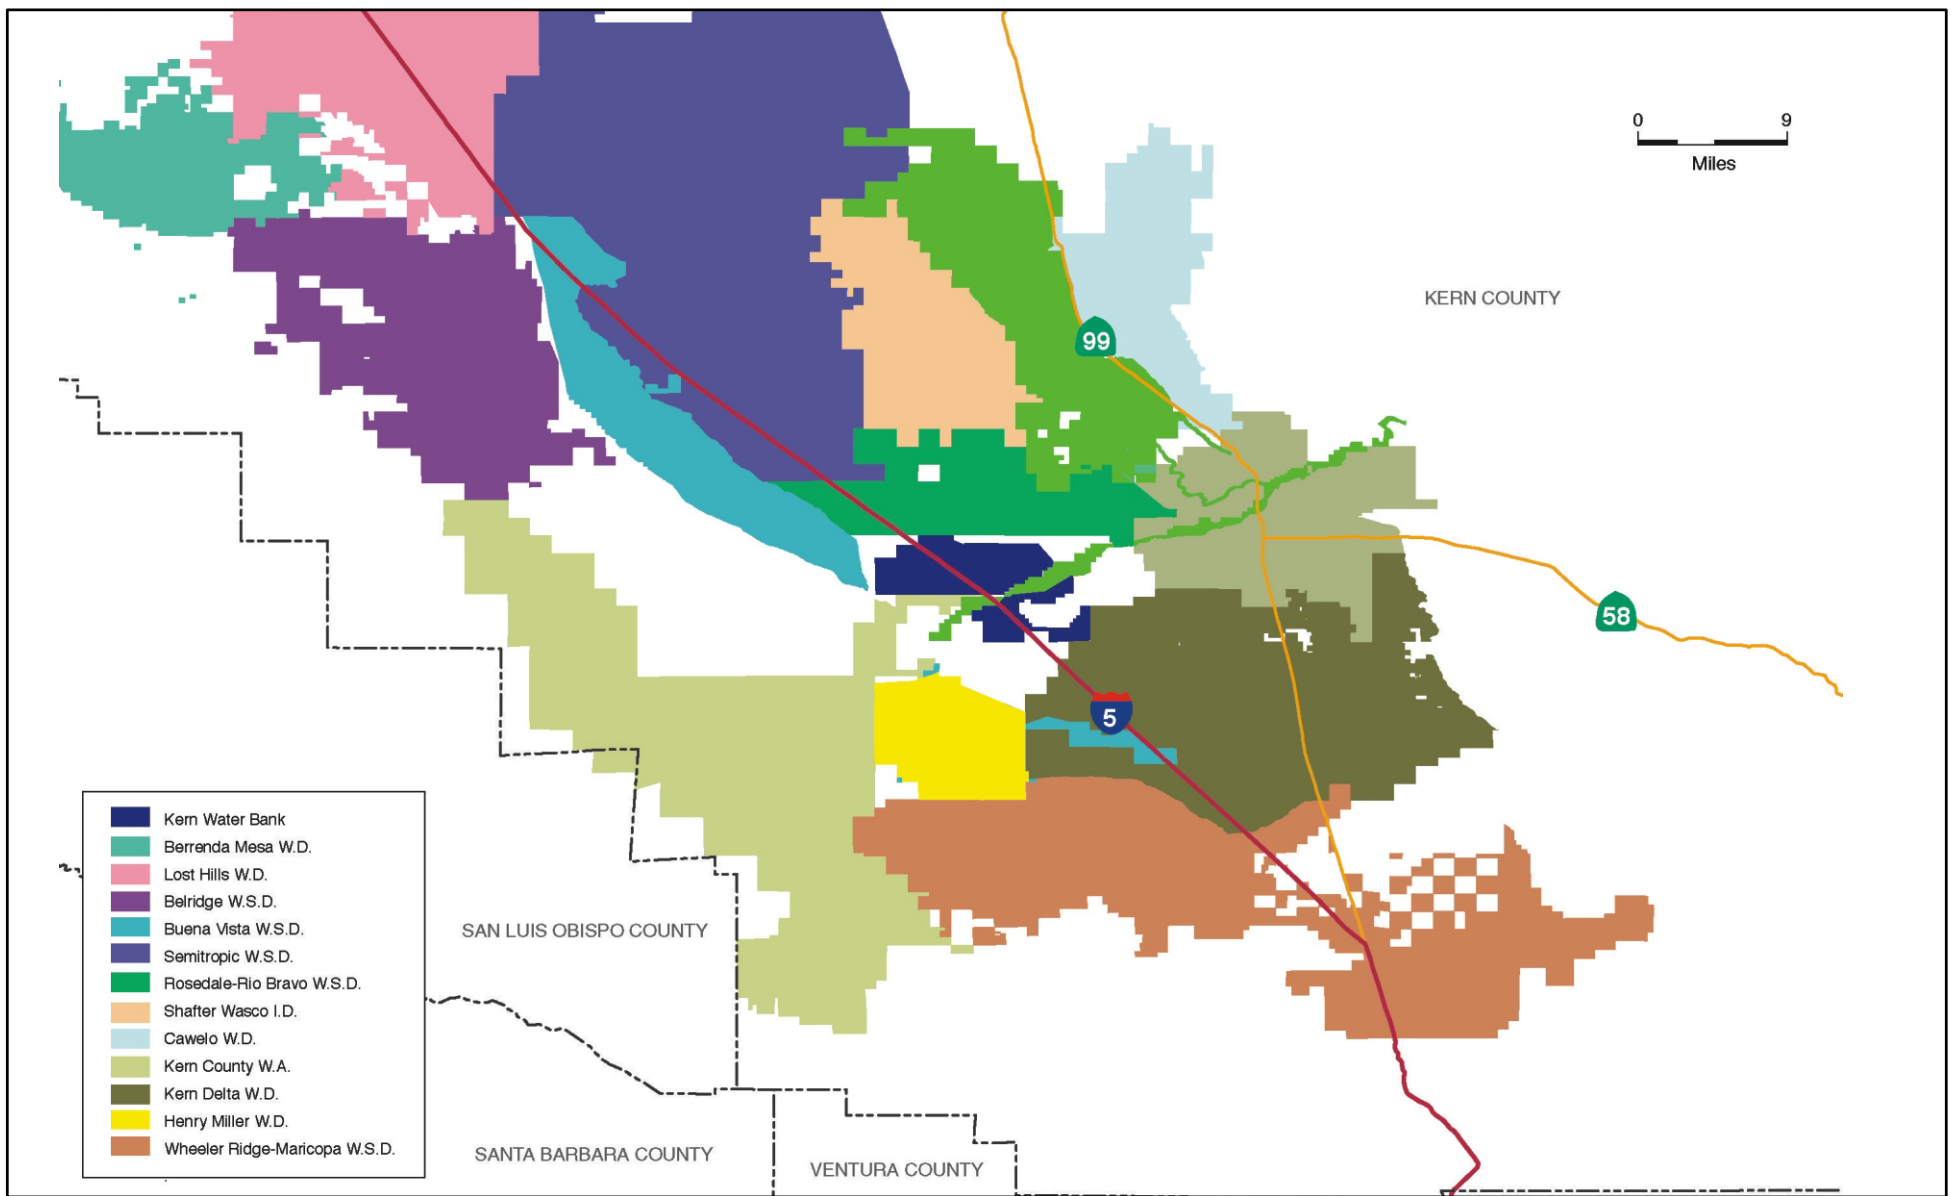 0 9
Miles
KERN COUNTY
99
58
5
Kern Water Bank
Berrenda Mesa W.D.
Lost Hills W.D.
Belridge W.S.D.
Buena Vista W.S.D.
Semitropic W.S.D.
Rosedale-Rio Bravo W.S.D.
Shafter Wasco I.D.
Cawelo W.D.
Kern County W.A.
Kern Delta W.D.
Henry Miller W.D.
Wheeler Ridge-Maricopa W.S.D.
SAN LUIS OBISPO COUNTY
SANTA BARBARA COUNTY
VENTURA COUNTY